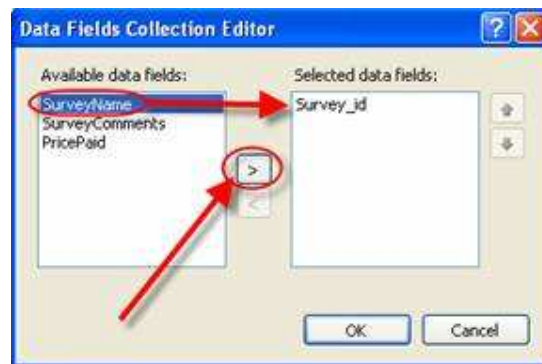 Data Fields Collection Editor
Available data fields:
SurveyName
SurveyComments
PricePaid
>
<
Selected data fields:
Survey_id
OK
Cancel